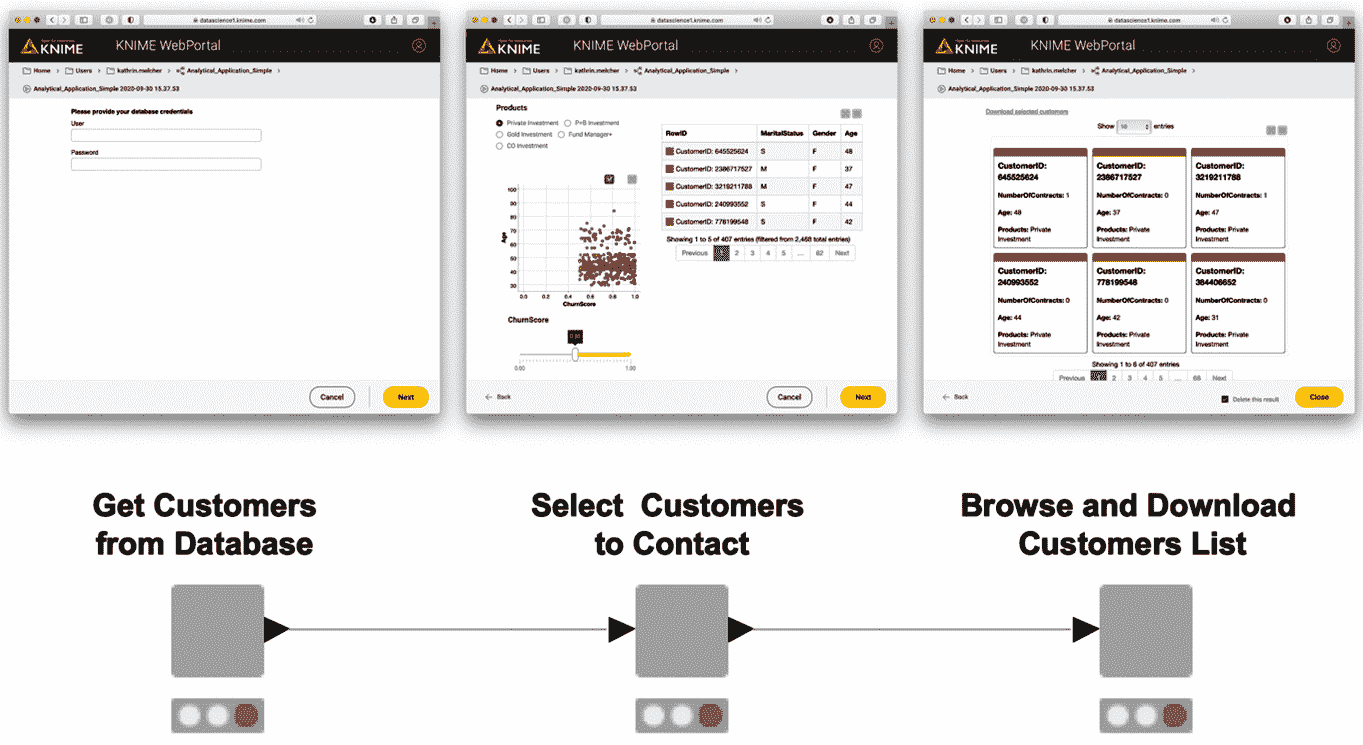 datascience1.knime.com
Open for Innovation
KNIME
KNIME WebPortal
Home > Users > kathrin.melcher > Analytical_Application_Simple >
Analytical_Application_Simple 2020-09-30 15.37.53
Please provide your database credentials
User
Password
Cancel
Next
datascience1.knime.com
KNIME
KNIME WebPortal
Home > Users > kathrin.melcher > Analytical_Application_Simple >
Analytical_Application_Simple 2020-09-30 15.37.53
Products
Private Investment
P+B Investment
Gold Investment
Fund Manager+
CO Investment
RowID MaritalStatus Gender Age
CustomerID: 645525624 S F 48
CustomerID: 2386717527 M F 37
CustomerID: 3219211788 M F 47
CustomerID: 240993552 S F 44
CustomerID: 778199548 S F 42
Showing 1 to 5 of 407 entries (filtered from 2,458 total entries)
Previous 2 3 4 5 ... 82 Next
100
90
80
70
60
50
40
30
Age
0.0 0.2 0.4 0.6 0.8 1.0
ChurnScore
ChurnScore
0.00 1.00
Back
Cancel
Next
datascience1.knime.com
KNIME
KNIME WebPortal
Home > Users > kathrin.melcher > Analytical_Application_Simple >
Analytical_Application_Simple 2020-09-30 15.37.53
Download selected customers
Show 10 entries
CustomerID:
645525624
NumberOfContracts: 1
Age: 48
Products: Private
Investment
CustomerID:
2386717527
NumberOfContracts: 0
Age: 37
Products: Private
Investment
CustomerID:
3219211788
NumberOfContracts: 1
Age: 47
Products: Private
Investment
CustomerID:
240993552
NumberOfContracts: 0
Age: 44
Products: Private
Investment
CustomerID:
778199548
NumberOfContracts: 0
Age: 42
Products: Private
Investment
CustomerID:
384406652
NumberOfContracts: 0
Age: 31
Products: Private
Investment
Showing 1 to 6 of 407 entries
Previous 2 3 4 5 ... 68 Next
Back
Delete this result
Close
Get Customers
from Database
Select Customers
to Contact
Browse and Download
Customers List